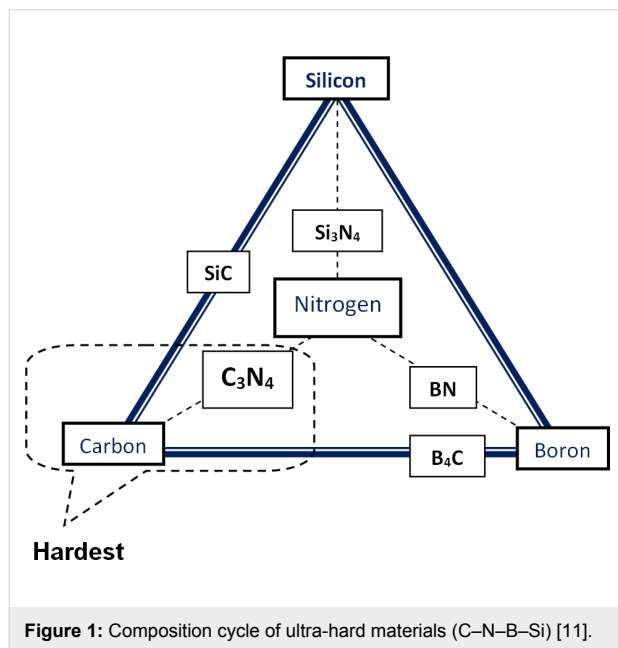 Silicon
Si₃N₄
SiC
Nitrogen
C₃N₄
BN
Carbon
B₄C
Boron
Hardest
Figure 1: Composition cycle of ultra-hard materials (C–N–B–Si) [11].